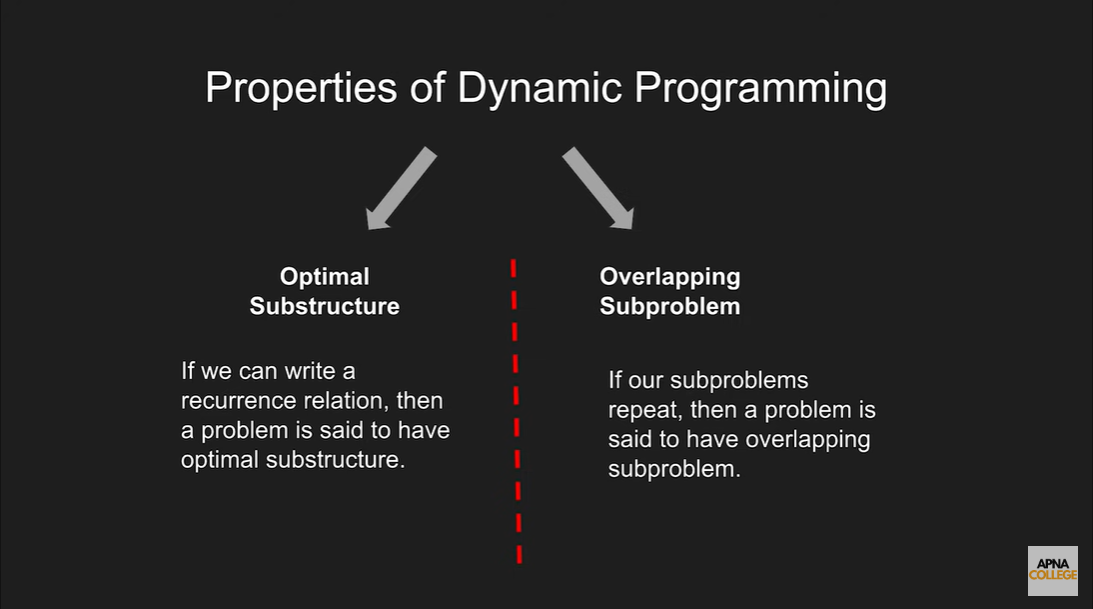 Properties of Dynamic Programming
Optimal
Substructure
If we can write a
recurrence relation, then
a problem is said to have
optimal substructure.
Overlapping
Subproblem
If our subproblems
repeat, then a problem is
said to have overlapping
subproblem.
APNA
COLLEGE